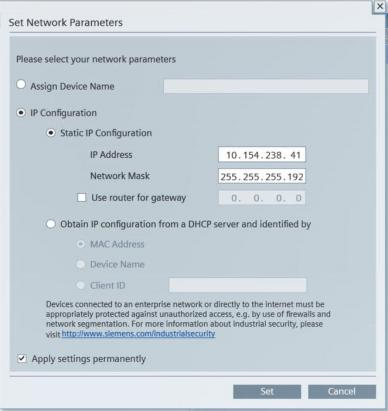 Set Network Parameters
Please select your network parameters
Assign Device Name
IP Configuration
Static IP Configuration
IP Address 10.154.238. 41
Network Mask 255.255.255.192
Use router for gateway 0. 0. 0. 0
Obtain IP configuration from a DHCP server and identified by
MAC Address
Device Name
Client ID
Devices connected to an enterprise network or directly to the internet must be
appropriately protected against unauthorized access, e.g. by use of firewalls and
network segmentation. For more information about industrial security, please
visit http://www.siemens.com/industrialsecurity
Apply settings permanently
Set Cancel